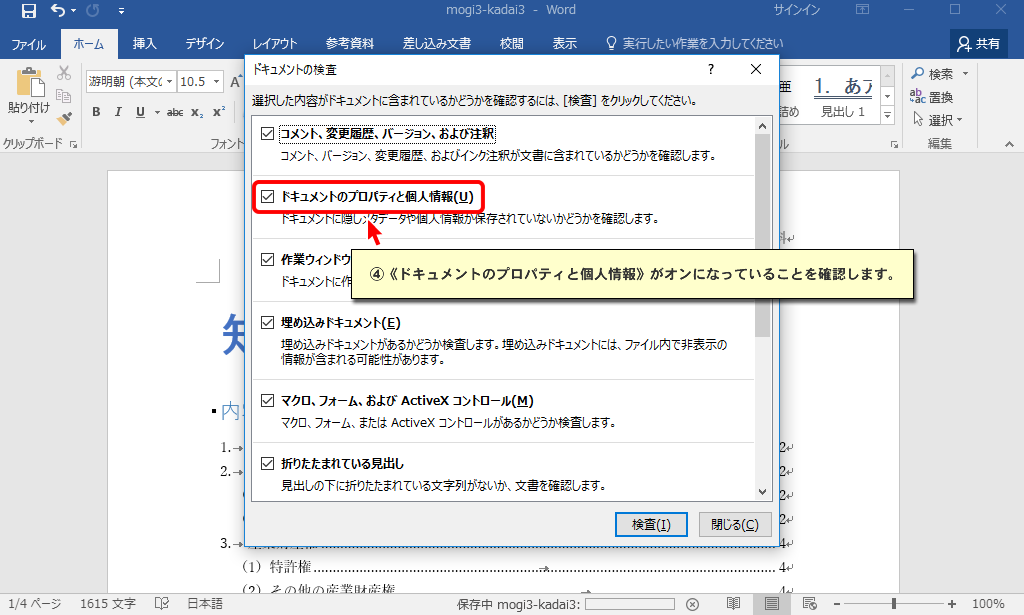 mogi3-kadai3 - Word
サインイン
ファイル ホーム 挿入 デザイン レイアウト 参考資料 差し込み文書 校閲 表示 実行したい作業を入力してください 共有
貼り付け
クリップボード
游明朝 (本文の
10.5
A
B I U abc x₂ x²
フォント
亜
1. あア
見出し 1
検索
置換
選択
編集
ドキュメントの検査
?
選択した内容がドキュメントに含まれているかどうかを確認するには、[検査] をクリックしてください。
コメント、変更履歴、バージョン、および注釈
コメント、バージョン、変更履歴、およびインク注釈が文書に含まれているかどうかを確認します。
ドキュメントのプロパティと個人情報(U)
ドキュメントに隠しメタデータや個人情報が保存されていないかどうかを確認します。
作業ウィンドウ
ドキュメントに作
④《ドキュメントのプロパティと個人情報》がオンになっていることを確認します。
埋め込みドキュメント(E)
埋め込みドキュメントがあるかどうか検査します。埋め込みドキュメントには、ファイル内で非表示の
情報が含まれる可能性があります。
マクロ、フォーム、および ActiveX コントロール(M)
マクロ、フォーム、または ActiveX コントロールがあるかどうか検査します。
折りたたまれている見出し
見出しの下に折りたたまれている文字列がないか、文書を確認します。
検査(I)
閉じる(C)
知
内
1.
2
2.
2
2
2
3.
4
(1) 特許権
4
(2) その他の産業財産権
4
1/4 ページ 1615 文字 日本語 保存中 mogi3-kadai3: 100%